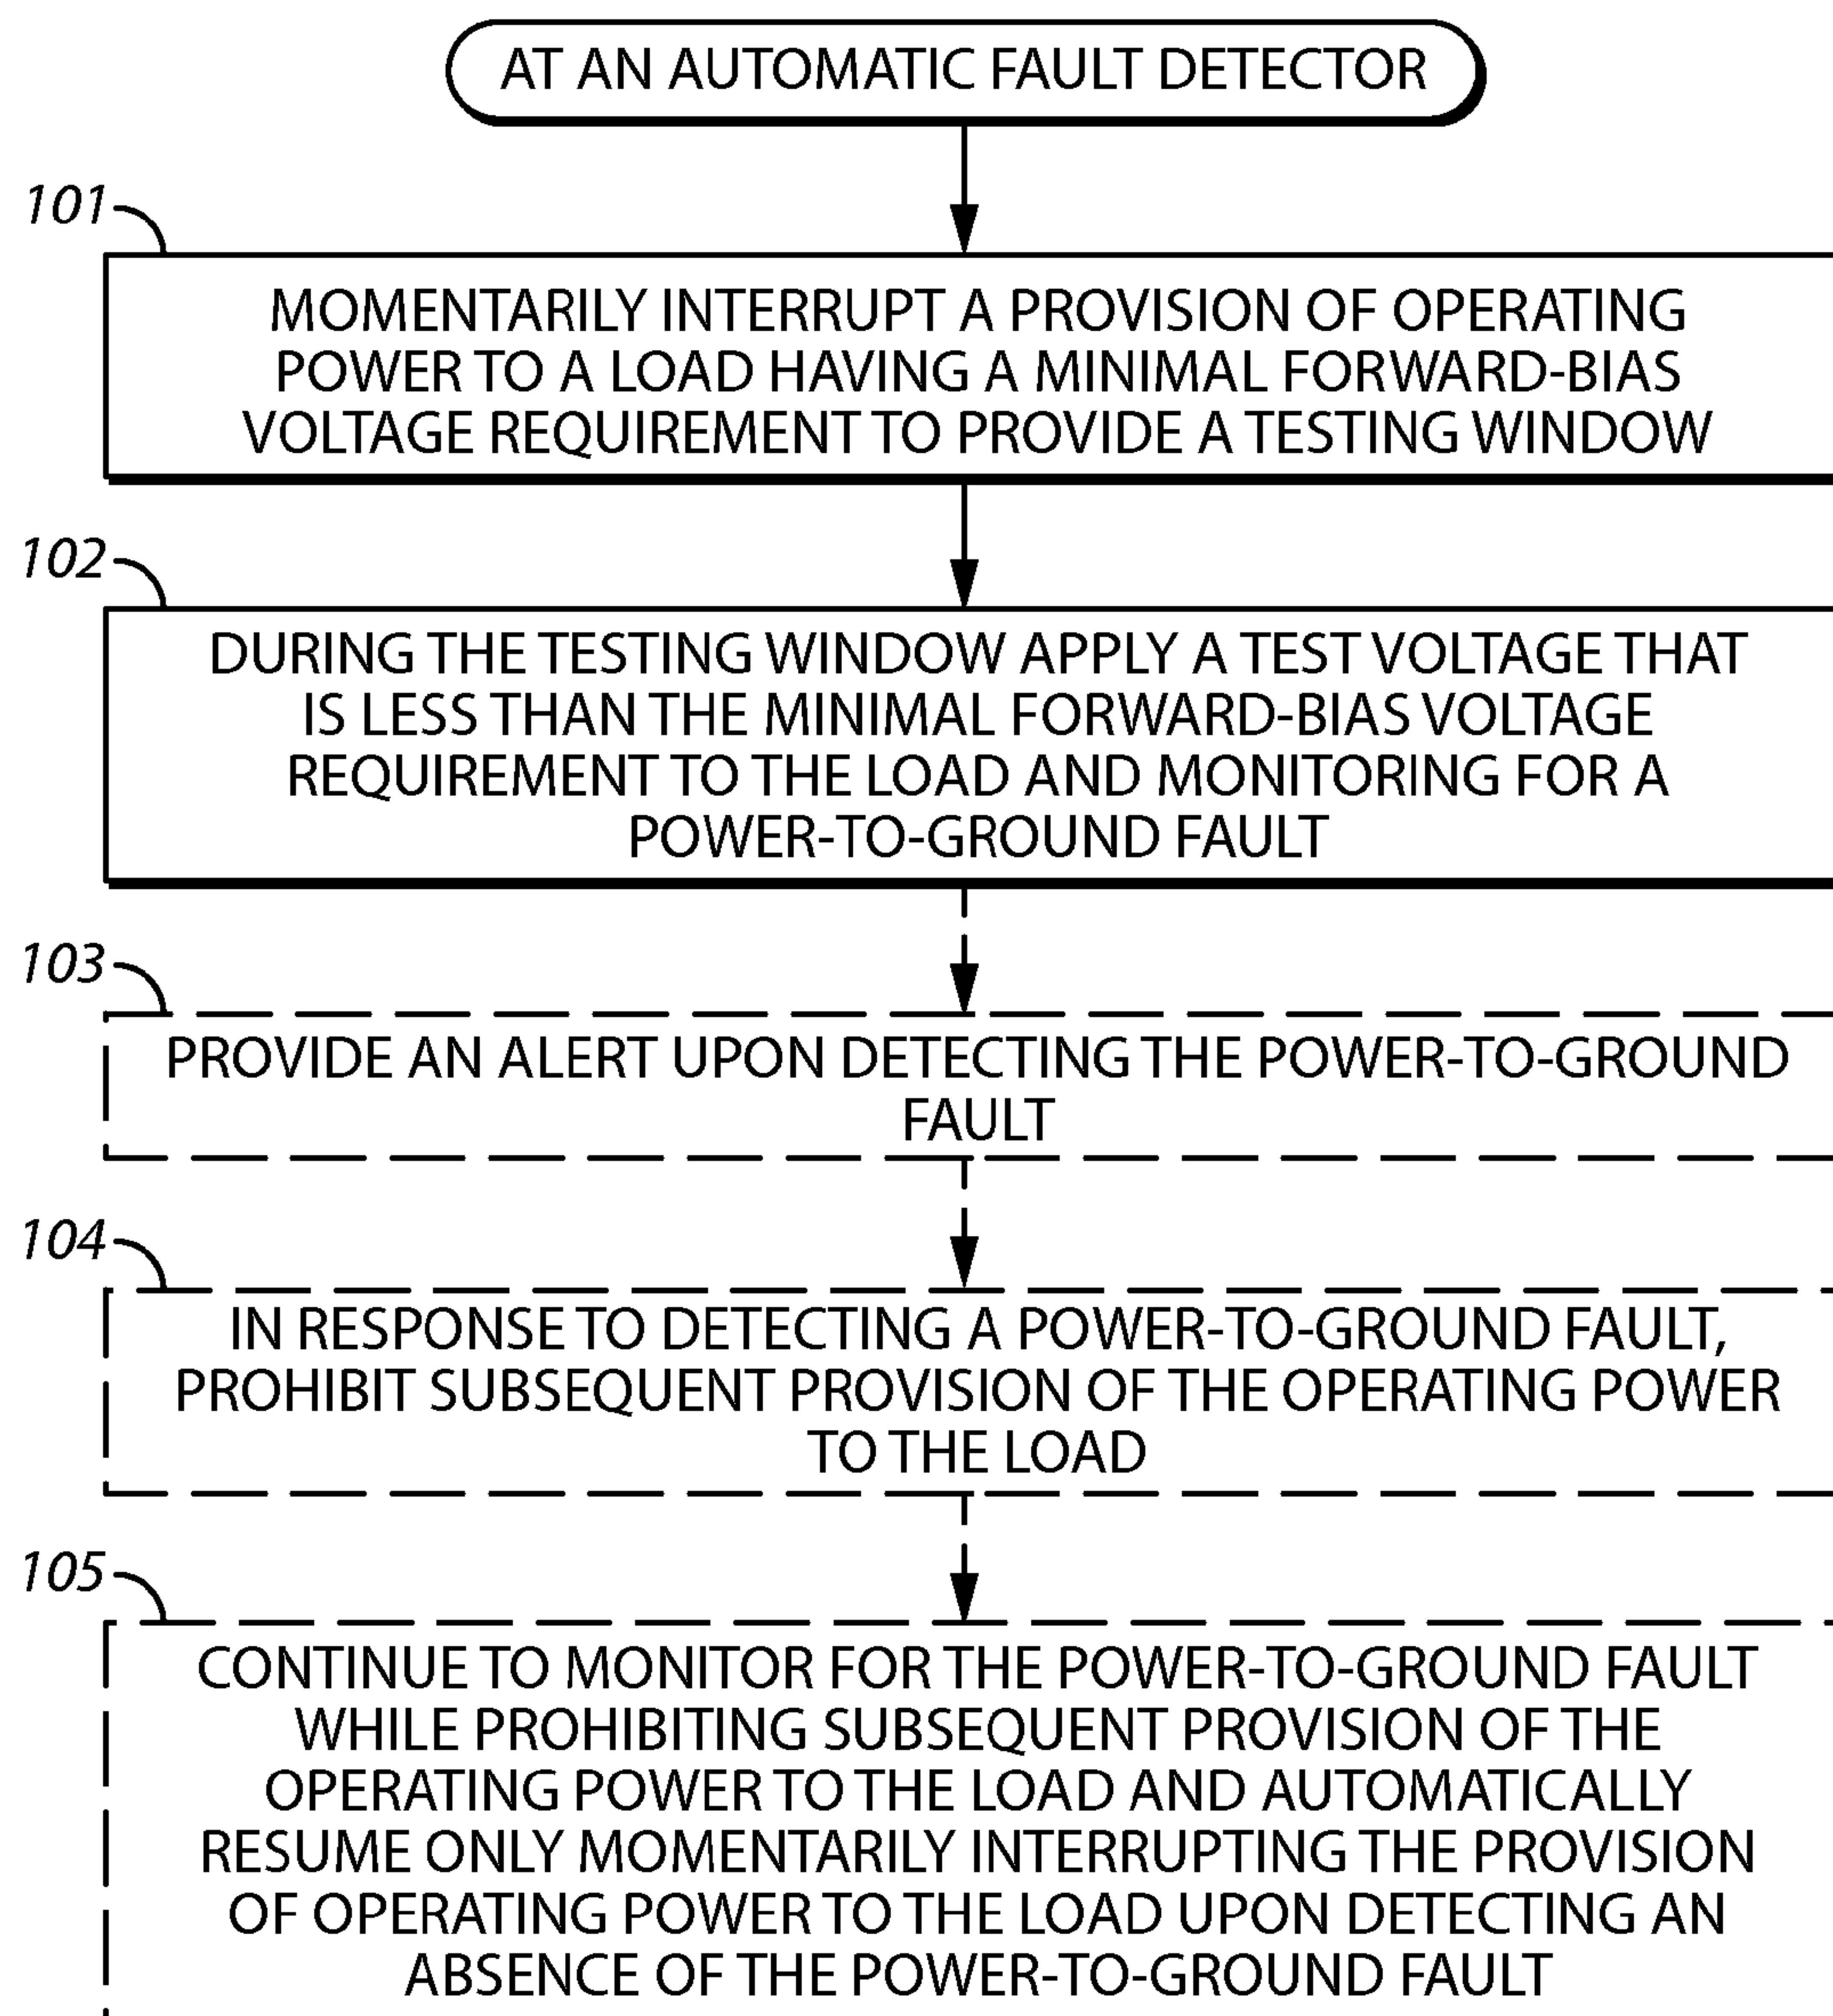 AT AN AUTOMATIC FAULT DETECTOR
101
MOMENTARILY INTERRUPT A PROVISION OF OPERATING
POWER TO A LOAD HAVING A MINIMAL FORWARD-BIAS
VOLTAGE REQUIREMENT TO PROVIDE A TESTING WINDOW
102
DURING THE TESTING WINDOW APPLY A TEST VOLTAGE THAT
IS LESS THAN THE MINIMAL FORWARD-BIAS VOLTAGE
REQUIREMENT TO THE LOAD AND MONITORING FOR A
POWER-TO-GROUND FAULT
103
PROVIDE AN ALERT UPON DETECTING THE POWER-TO-GROUND
FAULT
104
IN RESPONSE TO DETECTING A POWER-TO-GROUND FAULT,
PROHIBIT SUBSEQUENT PROVISION OF THE OPERATING POWER
TO THE LOAD
105
CONTINUE TO MONITOR FOR THE POWER-TO-GROUND FAULT
WHILE PROHIBITING SUBSEQUENT PROVISION OF THE
OPERATING POWER TO THE LOAD AND AUTOMATICALLY
RESUME ONLY MOMENTARILY INTERRUPTING THE PROVISION
OF OPERATING POWER TO THE LOAD UPON DETECTING AN
ABSENCE OF THE POWER-TO-GROUND FAULT